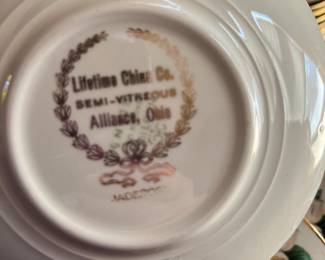 Lifetime China Co.
SEMI-VITREOUS
Alliance, Ohio